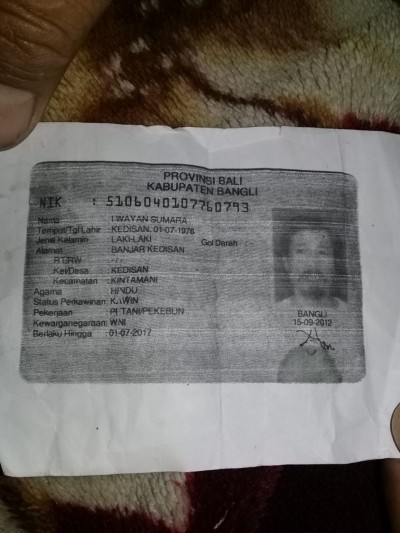 PROVINSI BALI
KABUPATEN BANGLI
NIK : 5106040107760793
Nama : I WAYAN SUMARA
Tempat/Tgl Lahir : KEDISAN, 01-07-1976
Jenis Kelamin : LAKI-LAKI Gol Darah : -
Alamat : BANJAR KEDISAN
RT/RW : -/-
Kel/Desa : KEDISAN
Kecamatan : KINTAMANI
Agama : HINDU
Status Perkawinan: KAWIN
Pekerjaan : PETANI/PEKEBUN
Kewarganegaraan: WNI
Berlaku Hingga : 01-07-2017
BANGLI
15-09-2012